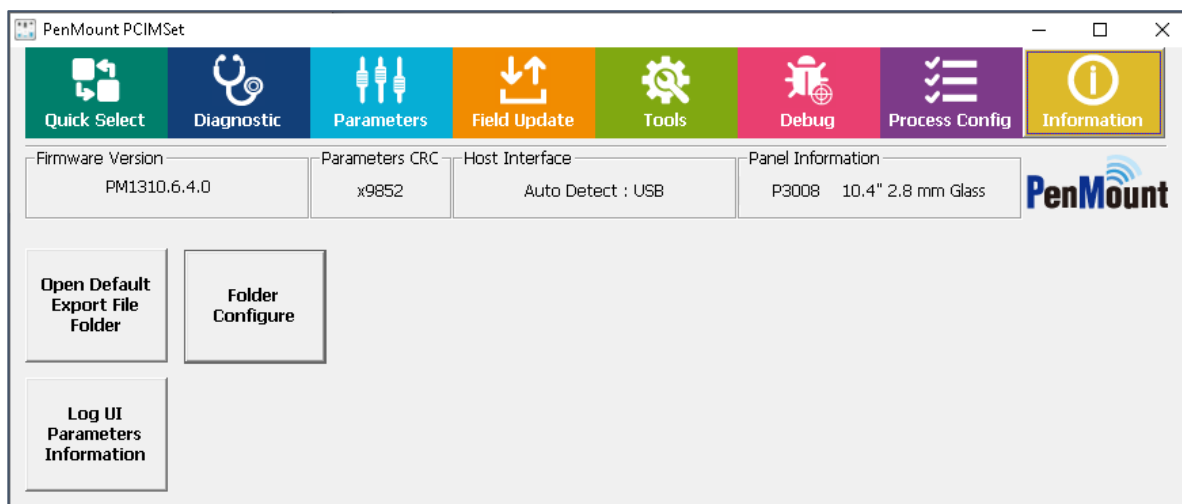 PenMount PCIMSet
Quick Select
Diagnostic
Parameters
Field Update
Tools
Debug
Process Config
Information
Firmware Version
PM1310.6.4.0
Parameters CRC
x9852
Host Interface
Auto Detect : USB
Panel Information
P3008 10.4" 2.8 mm Glass
PenMount
Open Default
Export File
Folder
Folder
Configure
Log UI
Parameters
Information